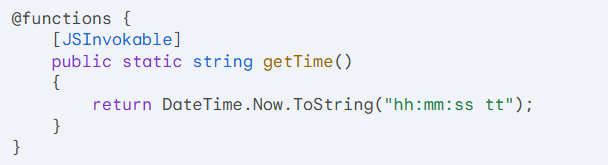 @functions {
    [JSInvokable]
    public static string getTime()
    {
        return DateTime.Now.ToString("hh:mm:ss tt");
    }
}